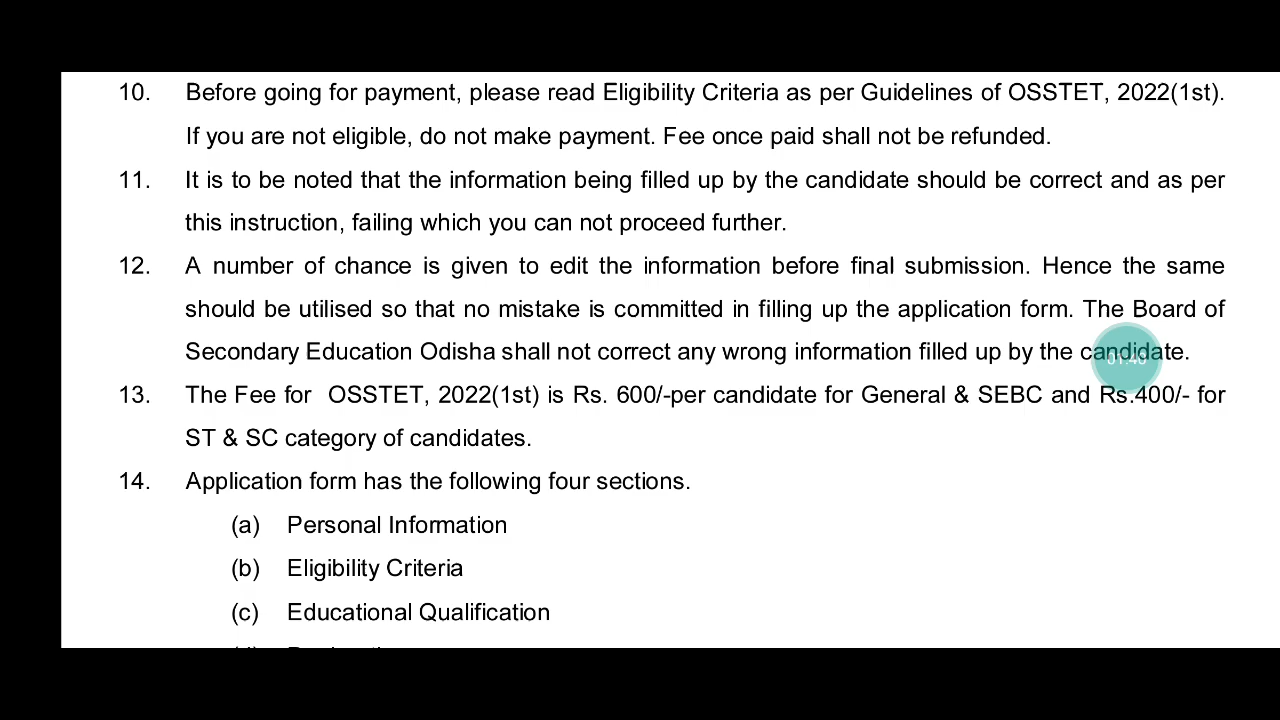 10. Before going for payment, please read Eligibility Criteria as per Guidelines of OSSTET, 2022(1st).
If you are not eligible, do not make payment. Fee once paid shall not be refunded.
11. It is to be noted that the information being filled up by the candidate should be correct and as per
this instruction, failing which you can not proceed further.
12. A number of chance is given to edit the information before final submission. Hence the same
should be utilised so that no mistake is committed in filling up the application form. The Board of
Secondary Education Odisha shall not correct any wrong information filled up by the candidate.
01:40
13. The Fee for OSSTET, 2022(1st) is Rs. 600/-per candidate for General & SEBC and Rs.400/- for
ST & SC category of candidates.
14. Application form has the following four sections.
(a) Personal Information
(b) Eligibility Criteria
(c) Educational Qualification